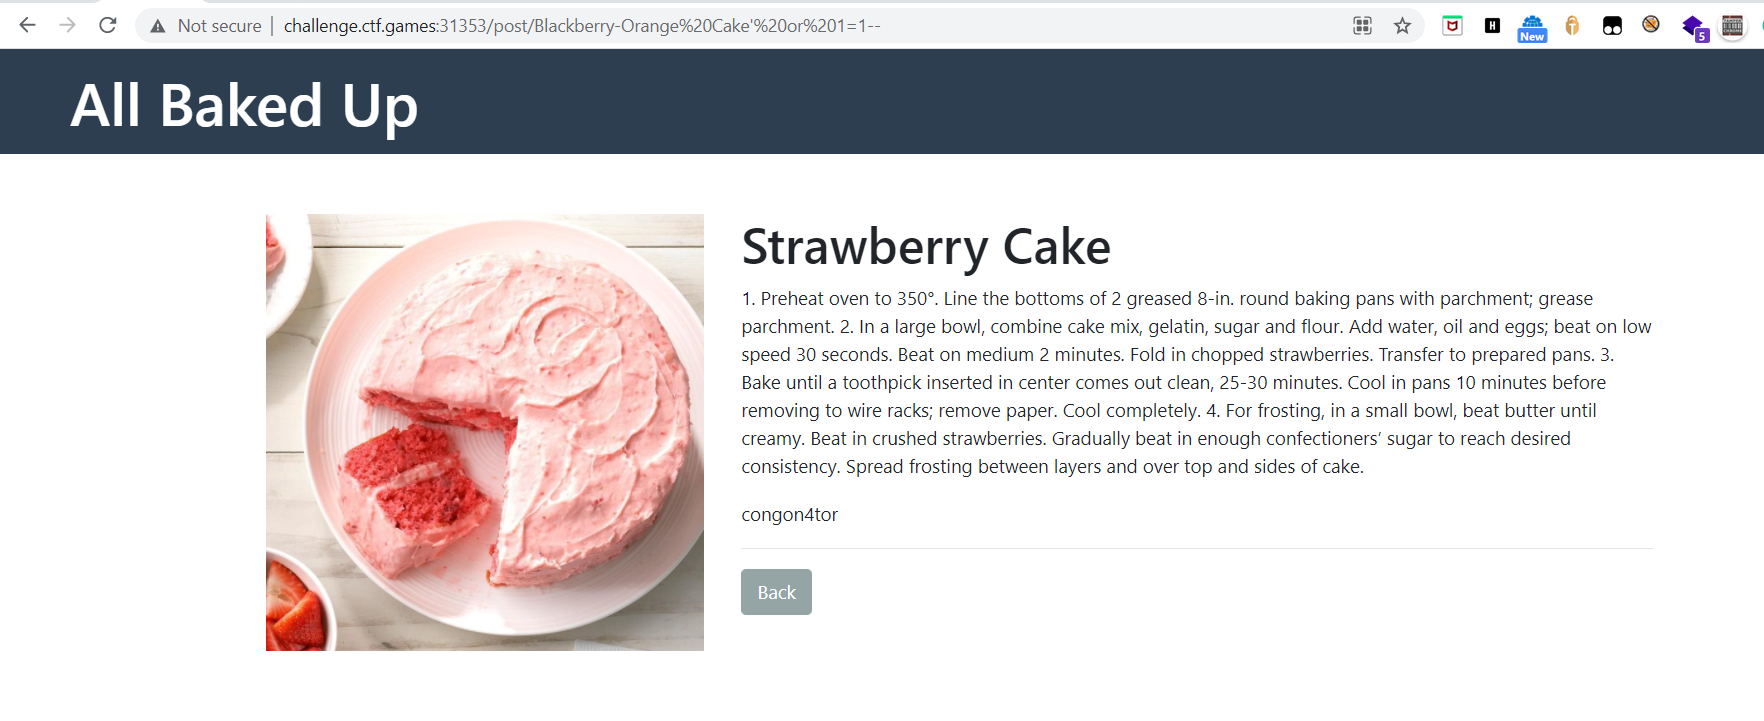 Not secure | challenge.ctf.games:31353/post/Blackberry-Orange%20Cake'%20or%201=1--
H
New
5
All Baked Up
Strawberry Cake
1. Preheat oven to 350°. Line the bottoms of 2 greased 8-in. round baking pans with parchment; grease
parchment. 2. In a large bowl, combine cake mix, gelatin, sugar and flour. Add water, oil and eggs; beat on low
speed 30 seconds. Beat on medium 2 minutes. Fold in chopped strawberries. Transfer to prepared pans. 3.
Bake until a toothpick inserted in center comes out clean, 25-30 minutes. Cool in pans 10 minutes before
removing to wire racks; remove paper. Cool completely. 4. For frosting, in a small bowl, beat butter until
creamy. Beat in crushed strawberries. Gradually beat in enough confectioners’ sugar to reach desired
consistency. Spread frosting between layers and over top and sides of cake.
congon4tor
Back